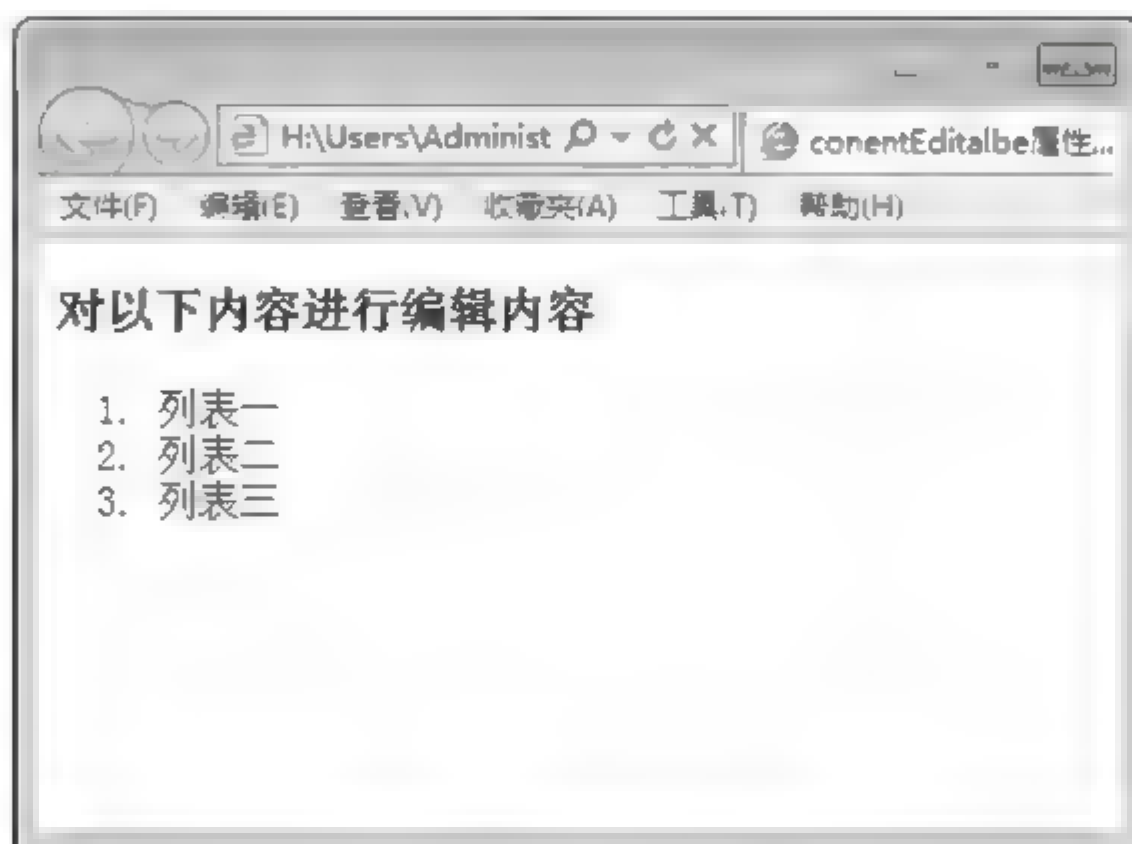 H:\Users\Administ
conentEditalbe属性...
文件(F) 编辑(E) 查看(V) 收藏夹(A) 工具(T) 帮助(H)
对以下内容进行编辑内容
1. 列表一
2. 列表二
3. 列表三